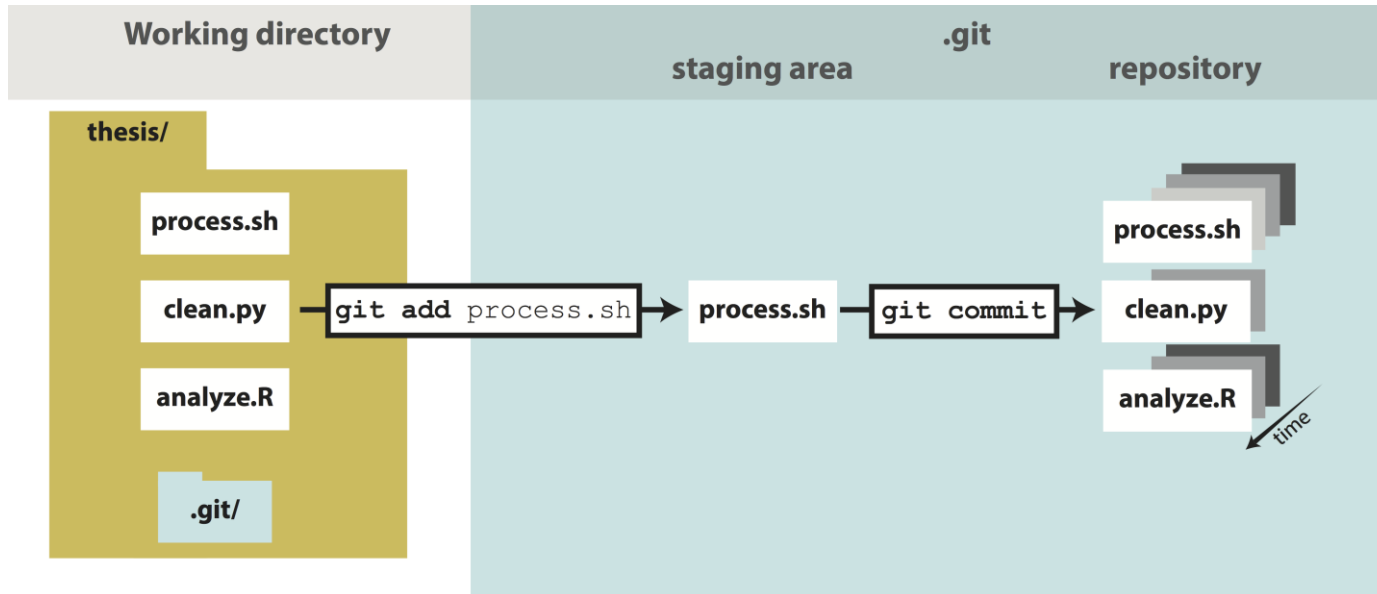 Working directory
.git
staging area
repository
thesis/
process.sh
clean.py
analyze.R
.git/
git add process.sh
process.sh
git commit
process.sh
clean.py
analyze.R
time